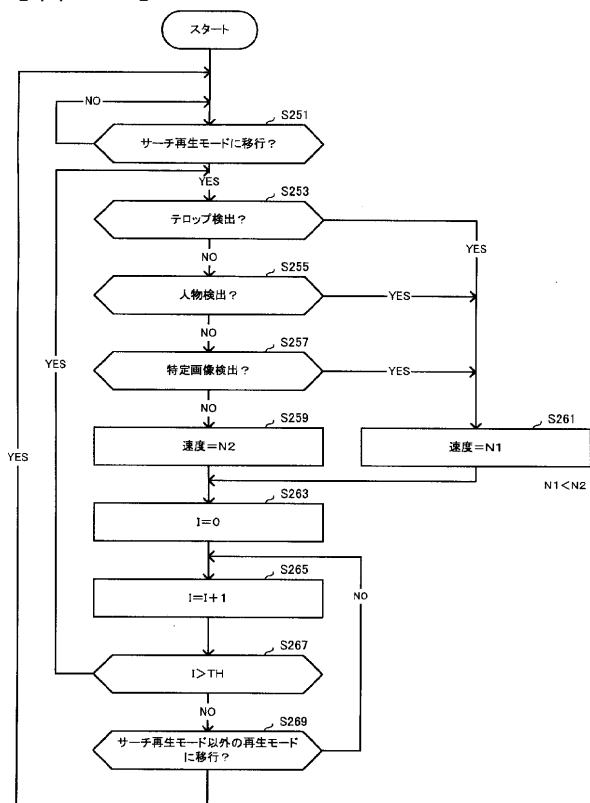 スタート
NO
S251
サーチ再生モードに移行？
YES
S253
テロップ検出？
YES
NO
S255
人物検出？
YES
NO
S257
YES
特定画像検出？
YES
NO
S259
S261
YES
速度＝N2
速度＝N1
N1＜N2
S263
I＝0
S265
NO
I＝I＋1
S267
I＞TH
NO
S269
サーチ再生モード以外の再生モード
に移行？